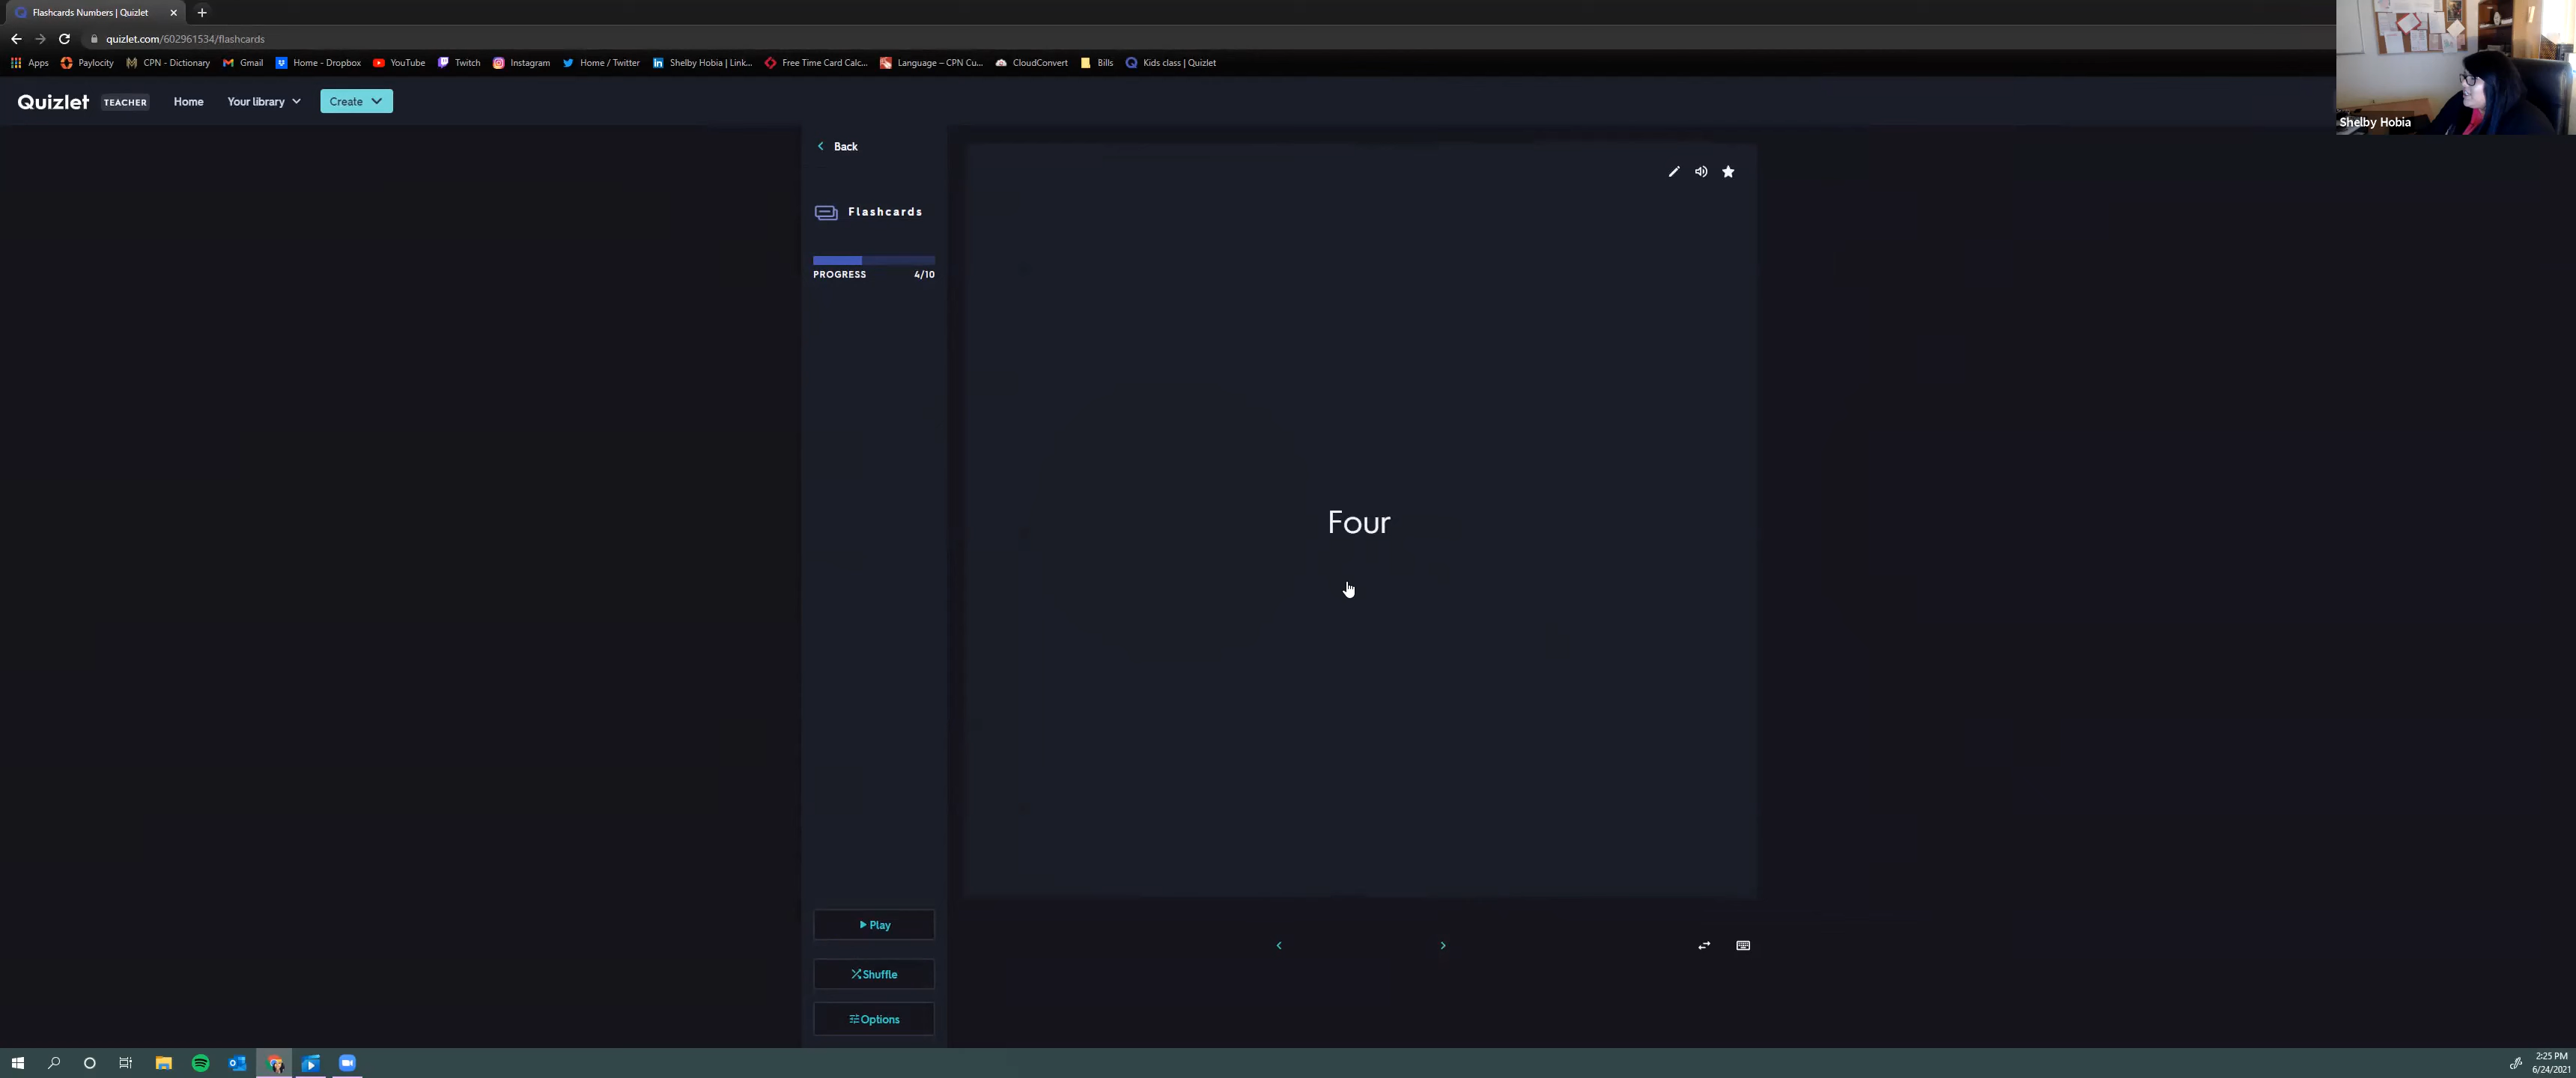 Flashcards Numbers | Quizlet
quizlet.com/602961534/flashcards
Apps Paylocity CPN - Dictionary Gmail Home - Dropbox YouTube Twitch Instagram Home / Twitter Shelby Hobia | Link... Free Time Card Calc... Language – CPN Cu... CloudConvert Bills Kids class | Quizlet
Quizlet TEACHER Home Your library Create
Shelby Hobia
Back
Flashcards
PROGRESS 4/10
Four
Play
Shuffle
Options
2:25 PM
6/24/2021